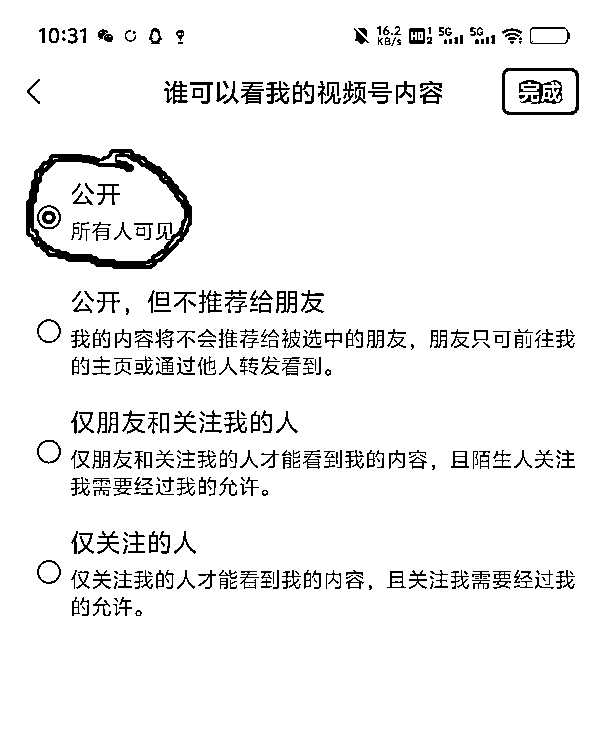 10:31 16.2 KB/s HD 1 2 5G 5G
谁可以看我的视频号内容 完成
公开
所有人可见
公开，但不推荐给朋友
我的内容将不会推荐给被选中的朋友，朋友只可前往我
的主页或通过他人转发看到。
仅朋友和关注我的人
仅朋友和关注我的人才能看到我的内容，且陌生人关注
我需要经过我的允许。
仅关注的人
仅关注我的人才能看到我的内容，且关注我需要经过我
的允许。